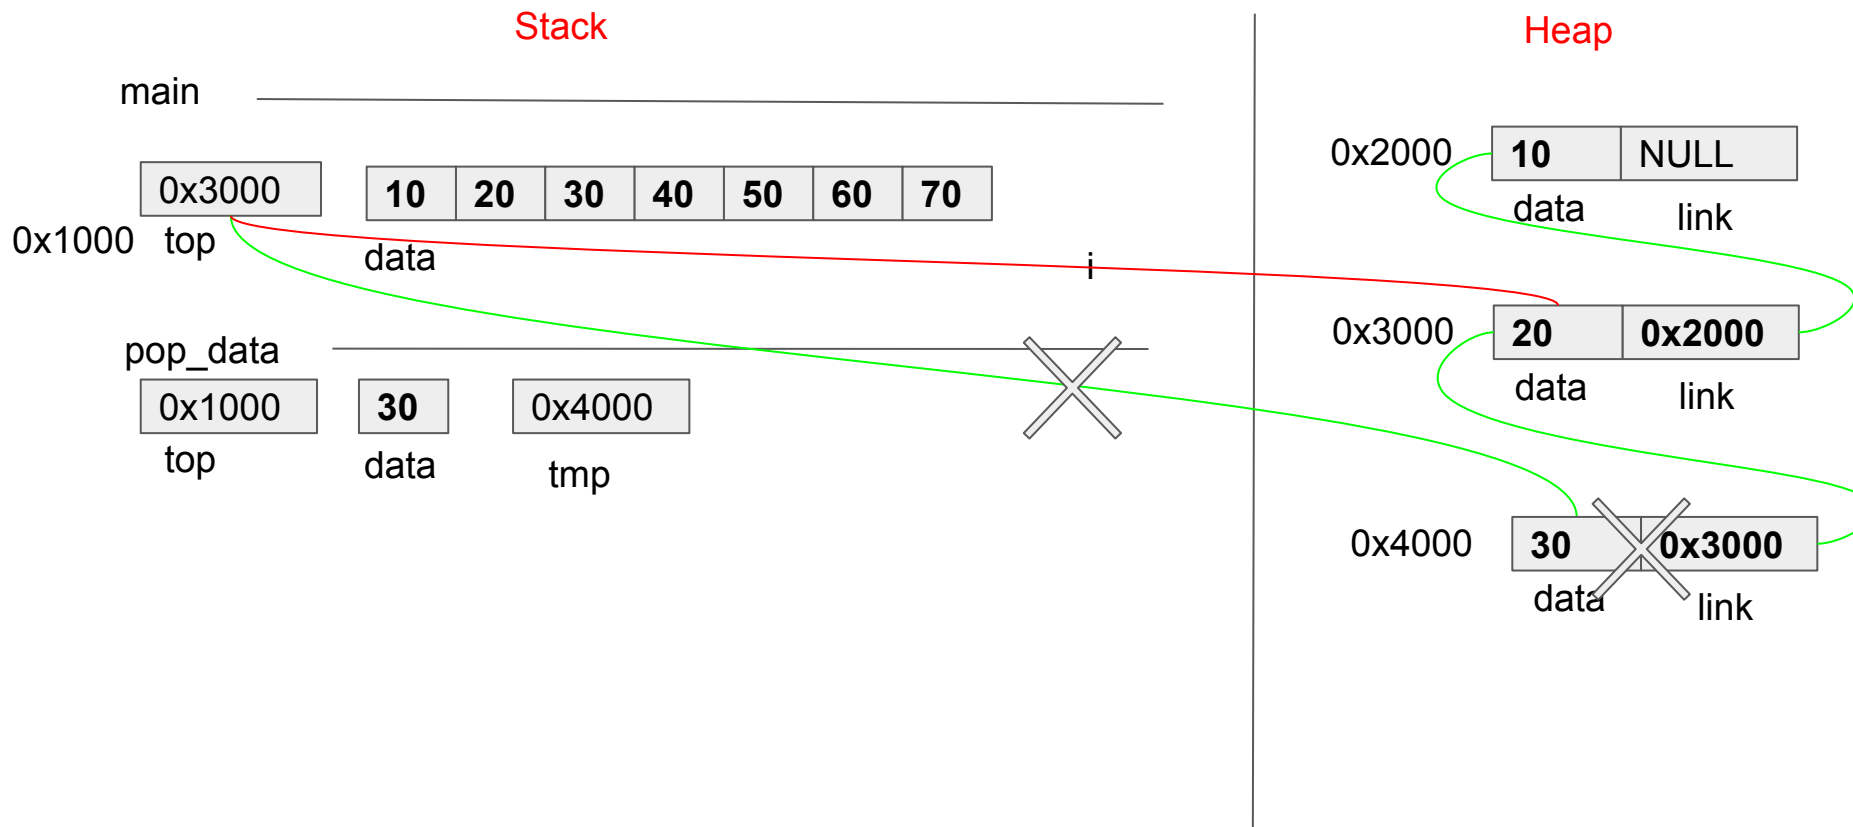 Stack
Heap
main
0x2000 10 NULL
data link
0x3000 10 20 30 40 50 60 70
0x1000 top data i
0x3000 20 0x2000
data link
pop_data
0x1000 30 0x4000
top data tmp
0x4000 30 0x3000
data link